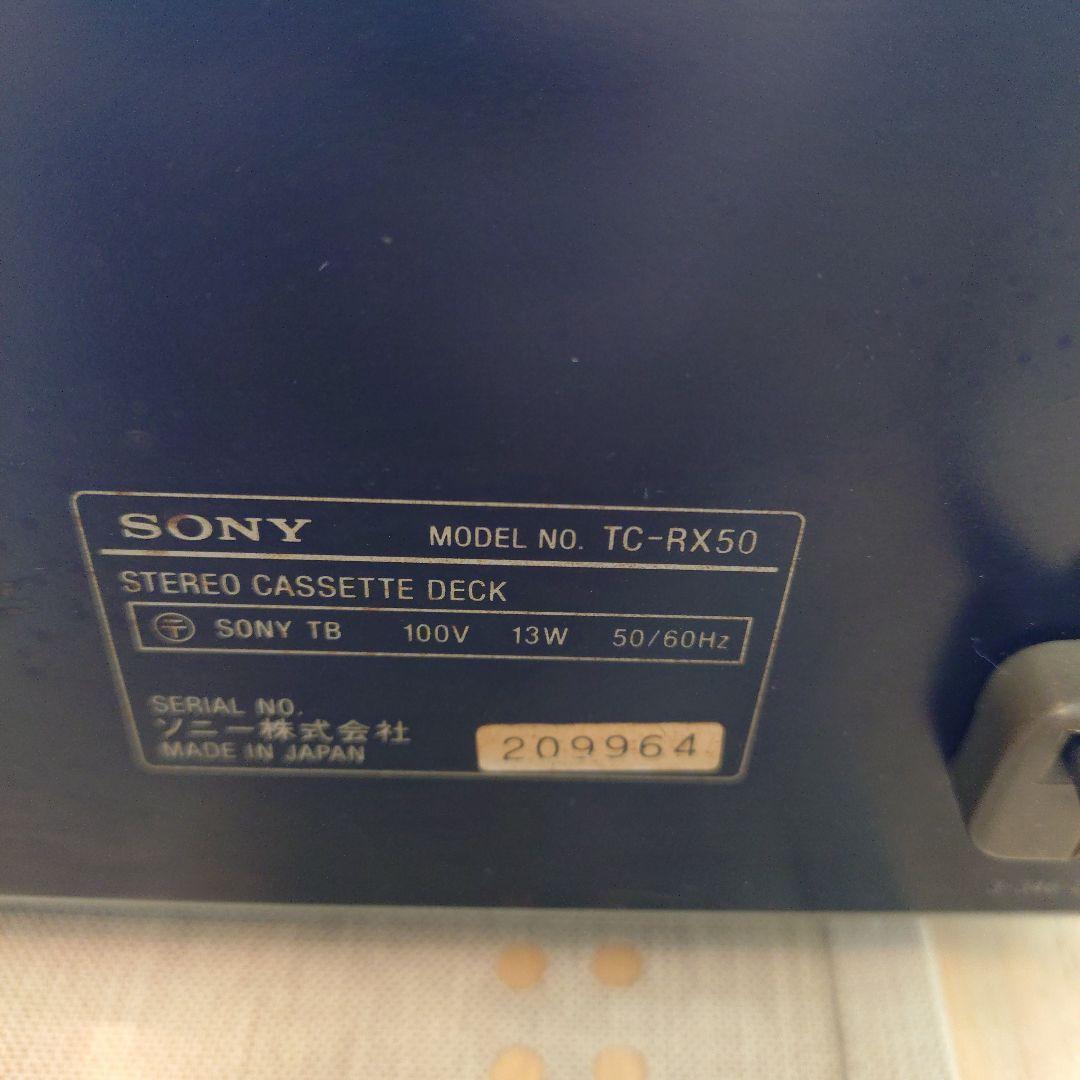 SONY MODEL NO. TC-RX50
STEREO CASSETTE DECK
〒 SONY TB 100V 13W 50/60Hz
SERIAL NO.
ソニー株式会社
MADE IN JAPAN
209964